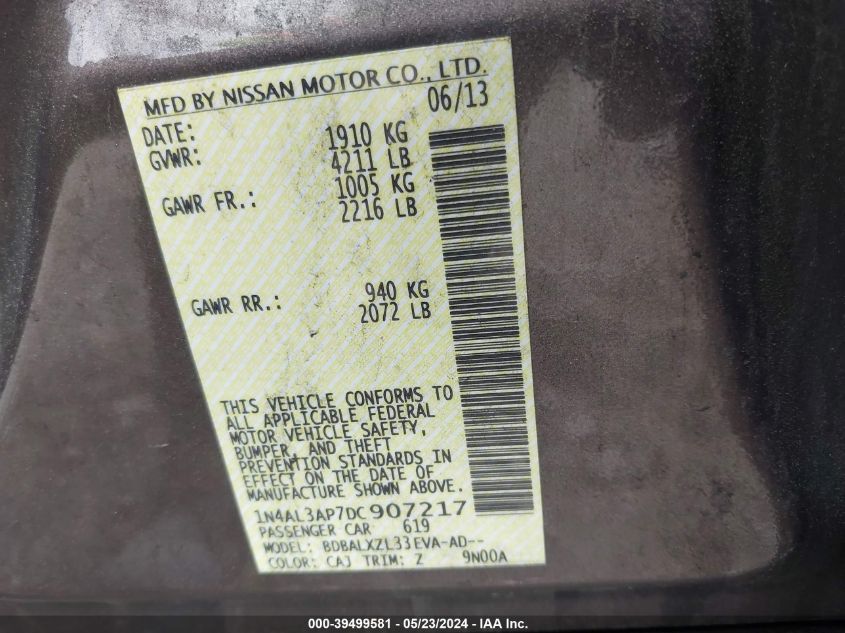 MFD BY NISSAN MOTOR CO., LTD.
DATE: 06/13
GVWR: 1910 KG
4211 LB
GAWR FR.: 1005 KG
2216 LB
GAWR RR.: 940 KG
2072 LB
THIS VEHICLE CONFORMS TO
ALL APPLICABLE FEDERAL
MOTOR VEHICLE SAFETY,
BUMPER, AND THEFT
PREVENTION STANDARDS IN
EFFECT ON THE DATE OF
MANUFACTURE SHOWN ABOVE.
1N4AL3AP7DC907217
PASSENGER CAR 619
MODEL: BDBALXZL33EVA-AD--
COLOR: CAJ TRIM: Z 9N00A
000-39499581 - 05/23/2024 - IAA Inc.